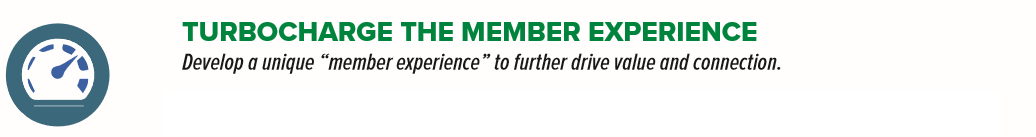 TURBOCHARGE THE MEMBER EXPERIENCE
Develop a unique “member experience” to further drive value and connection.